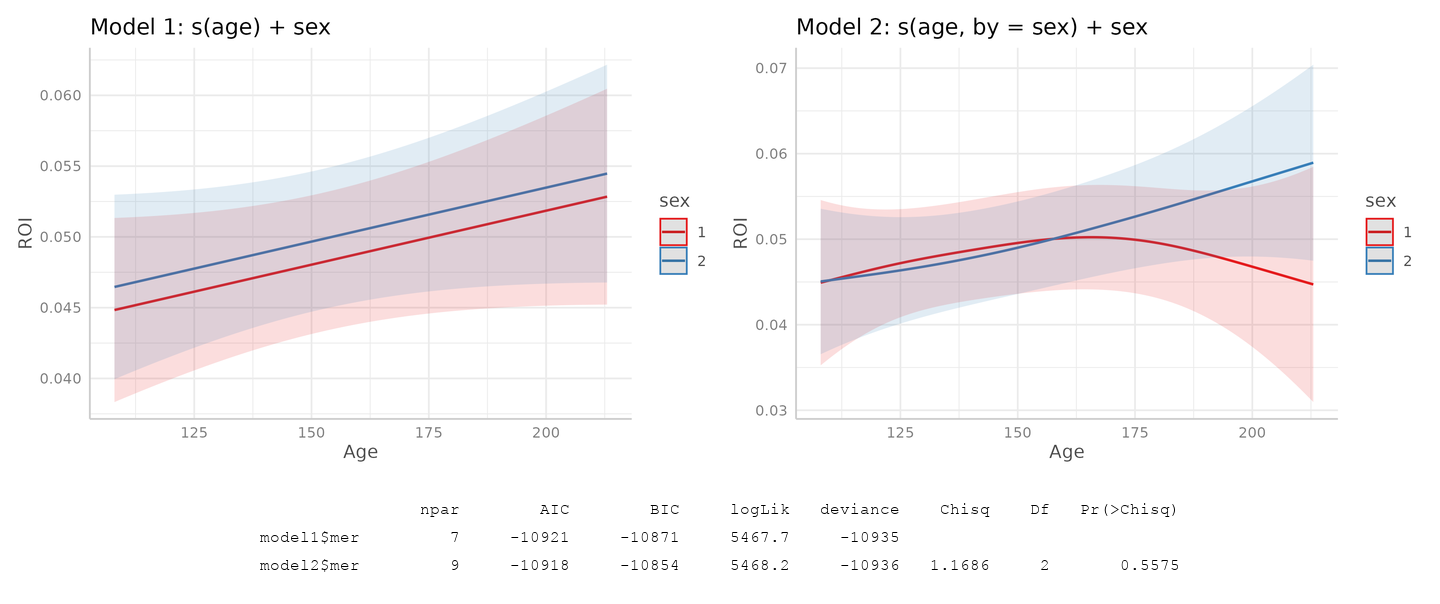 Model 1: s(age) + sex
0.060
0.055
0.050
0.045
0.040
ROI
125 150 175 200
Age
sex
1
2
Model 2: s(age, by = sex) + sex
0.07
0.06
0.05
0.04
0.03
ROI
125 150 175 200
Age
sex
1
2
npar AIC BIC logLik deviance Chisq Df Pr(>Chisq)
model1$mer 7 -10921 -10871 5467.7 -10935
model2$mer 9 -10918 -10854 5468.2 -10936 1.1686 2 0.5575